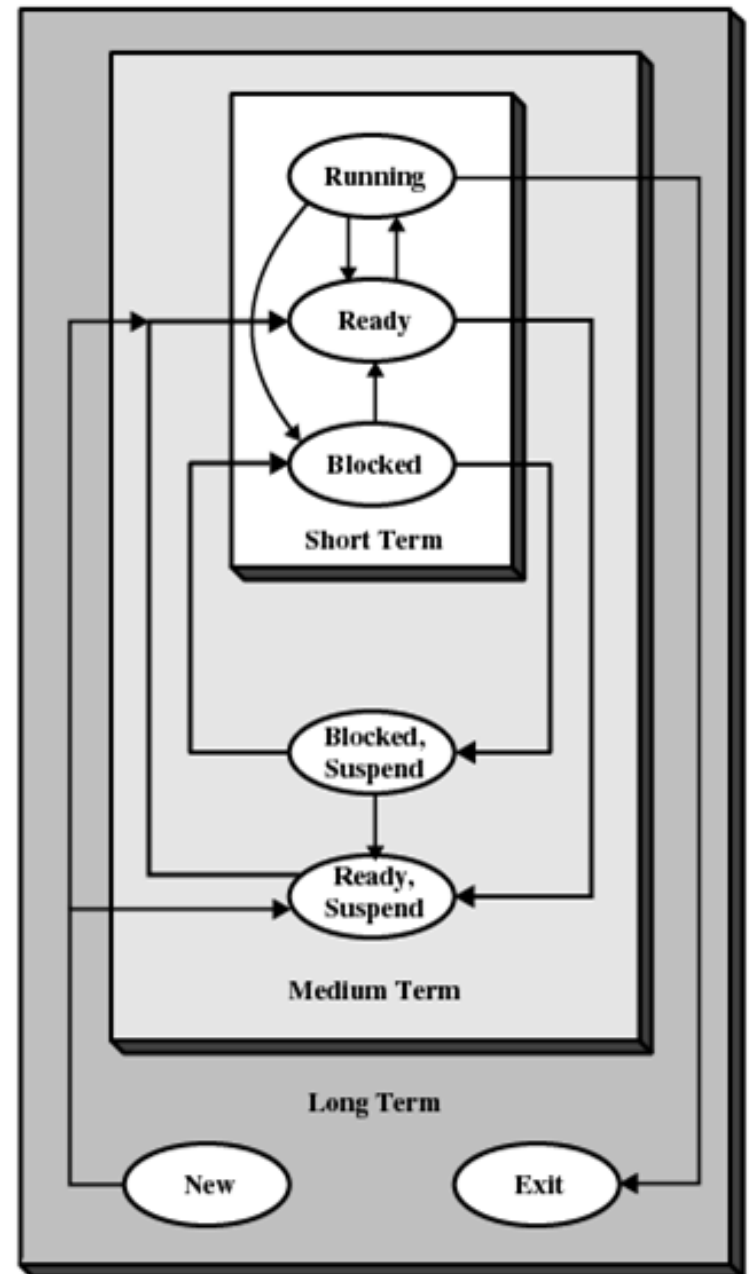 Running
Ready
Blocked
Short Term
Blocked,
Suspend
Ready,
Suspend
Medium Term
Long Term
New
Exit